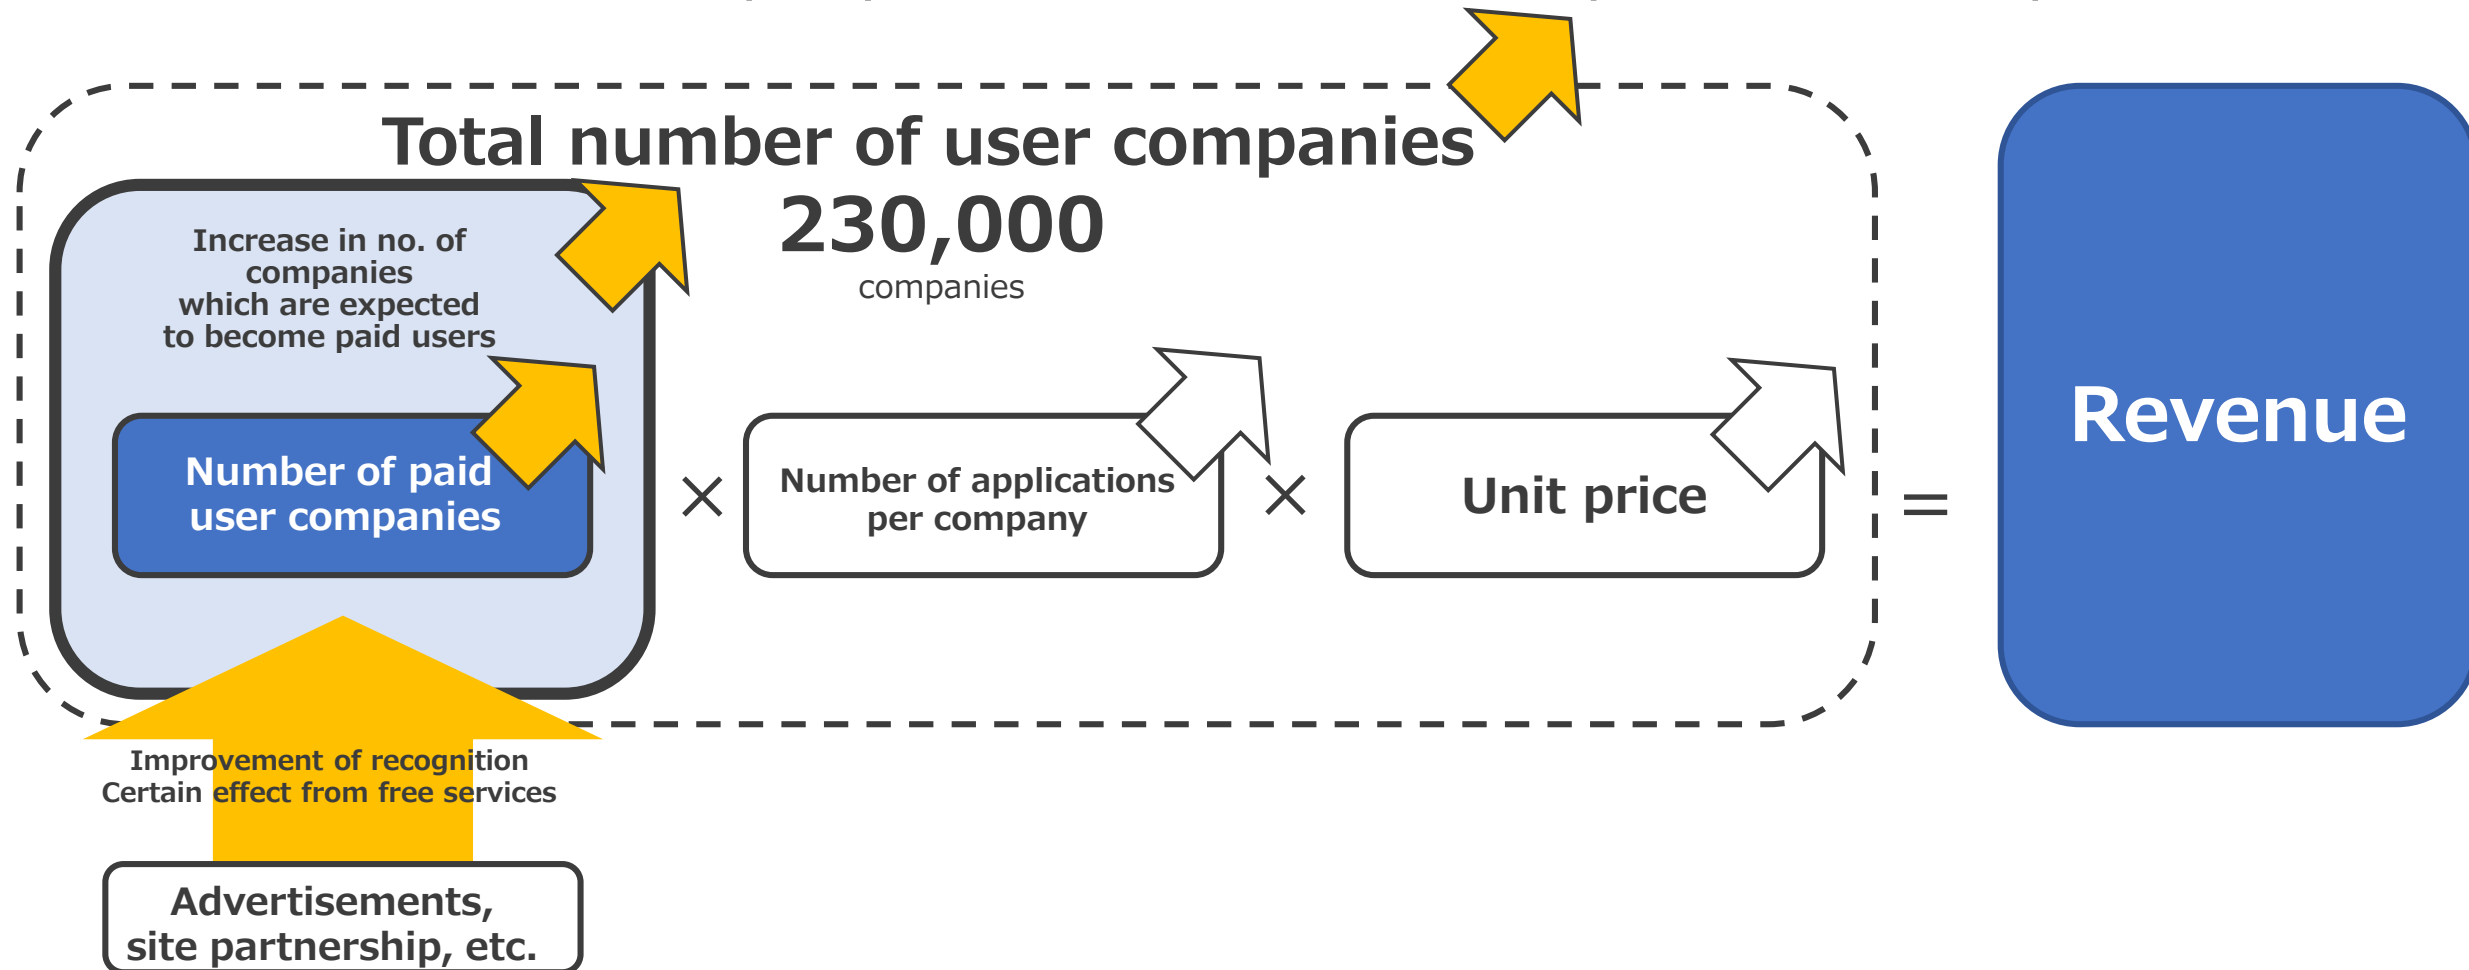 Total number of user companies
230,000
companies
Increase in no. of
companies
which are expected
to become paid users
Number of paid
user companies
×
Number of applications
per company
×
Unit price
=
Revenue
Improvement of recognition
Certain effect from free services
Advertisements,
site partnership, etc.